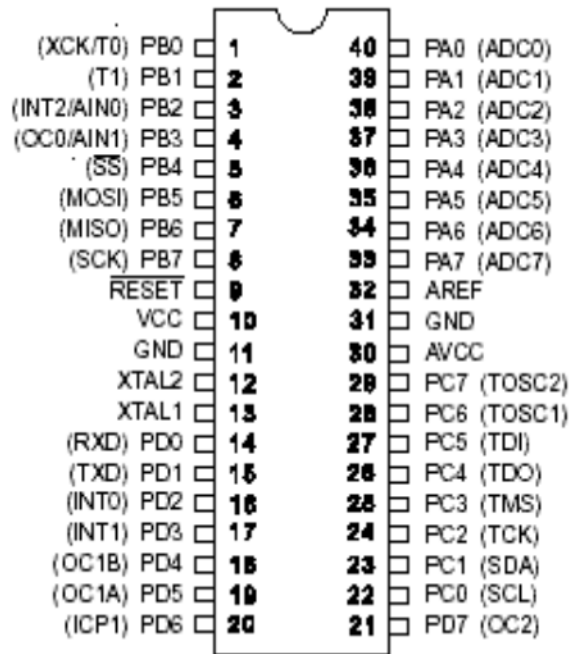 (XCK/T0) PB0 1 40 PA0 (ADC0)
(T1) PB1 2 39 PA1 (ADC1)
(INT2/AIN0) PB2 3 38 PA2 (ADC2)
(OC0/AIN1) PB3 4 37 PA3 (ADC3)
(SS) PB4 5 36 PA4 (ADC4)
(MOSI) PB5 6 35 PA5 (ADC5)
(MISO) PB6 7 34 PA6 (ADC6)
(SCK) PB7 8 33 PA7 (ADC7)
RESET 9 32 AREF
VCC 10 31 GND
GND 11 30 AVCC
XTAL2 12 29 PC7 (TOSC2)
XTAL1 13 28 PC6 (TOSC1)
(RXD) PD0 14 27 PC5 (TDI)
(TXD) PD1 15 26 PC4 (TDO)
(INT0) PD2 16 25 PC3 (TMS)
(INT1) PD3 17 24 PC2 (TCK)
(OC1B) PD4 18 23 PC1 (SDA)
(OC1A) PD5 19 22 PC0 (SCL)
(ICP1) PD6 20 21 PD7 (OC2)